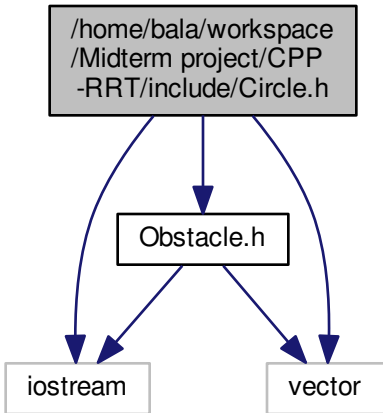 /home/bala/workspace
/Midterm project/CPP
-RRT/include/Circle.h
Obstacle.h
iostream
vector